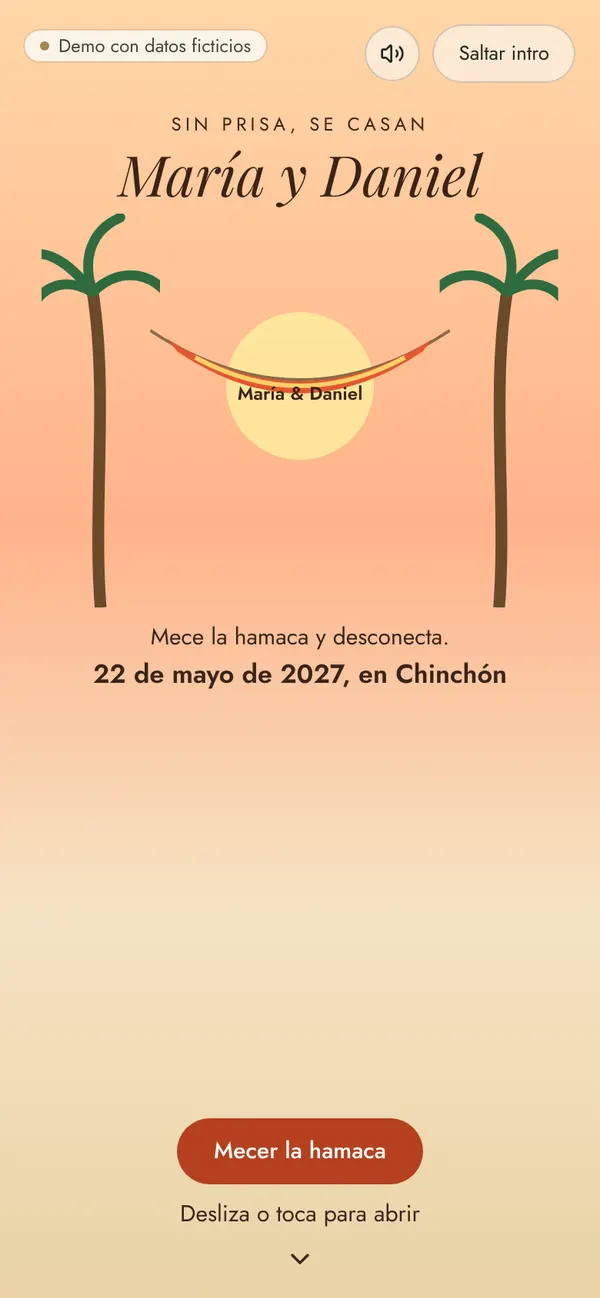 Demo con datos ficticios
Saltar intro
SIN PRISA, SE CASAN
María y Daniel
María & Daniel
Mece la hamaca y desconecta.
22 de mayo de 2027, en Chinchón
Mecer la hamaca
Desliza o toca para abrir